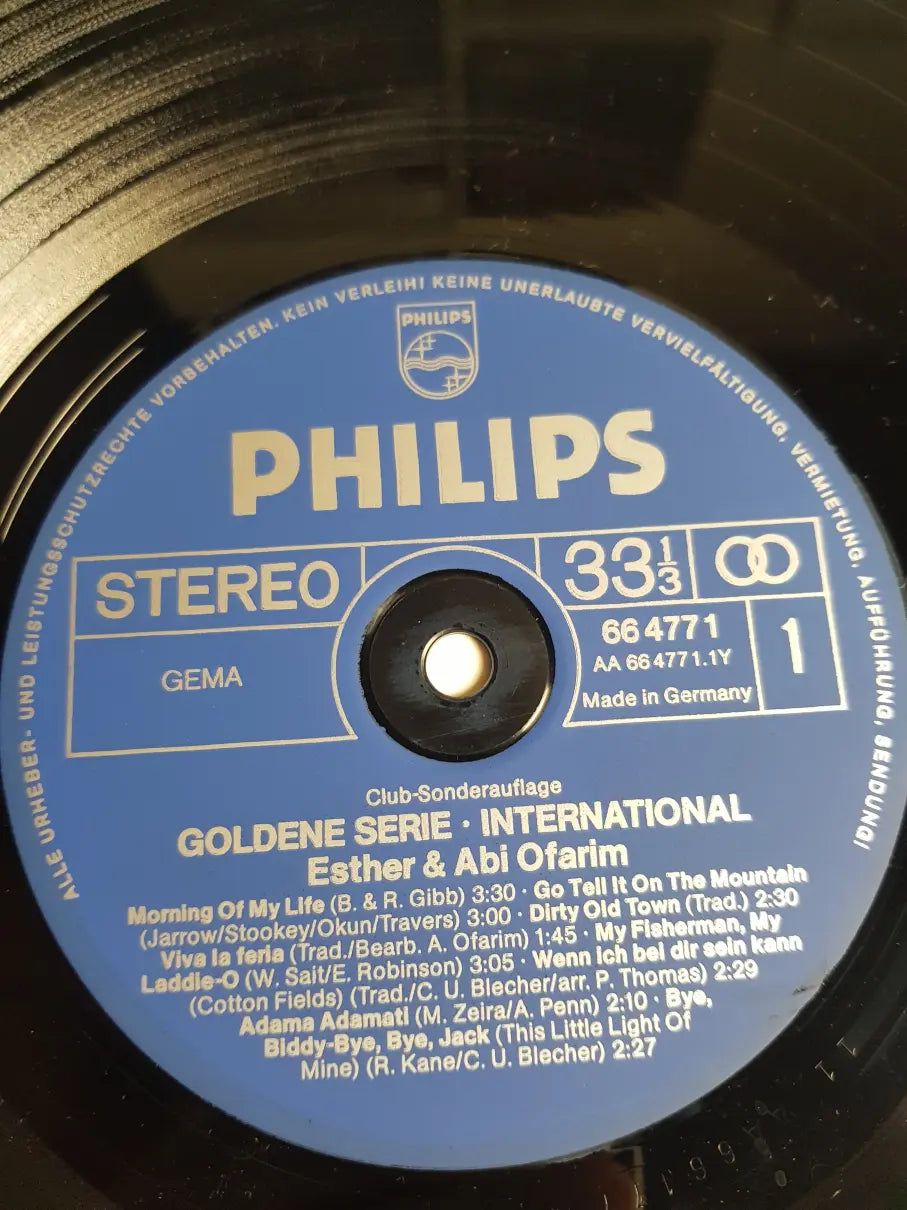 ALLE URHEBER- UND LEISTUNGSSCHUTZRECHTE VORBEHALTEN. KEIN VERLEIH! KEINE UNERLAUBTE VERVIELFÄLTIGUNG, VERMIETUNG, AUFFÜHRUNG, SENDUNG!
PHILIPS
PHILIPS
STEREO
33⅓
GEMA
66 4771
AA 66 4771.1Y
Made in Germany
1
Club-Sonderauflage
GOLDENE SERIE · INTERNATIONAL
Esther & Abi Ofarim
Morning Of My Life (B. & R. Gibb) 3:30 · Go Tell It On The Mountain
(Jarrow/Stookey/Okun/Travers) 3:00 · Dirty Old Town (Trad.) 2:30
Viva la feria (Trad./Bearb. A. Ofarim) 1:45 · My Fisherman, My
Laddie-O (W. Sait/E. Robinson) 3:05 · Wenn ich bei dir sein kann
(Cotton Fields) (Trad./C. U. Blecher/arr. P. Thomas) 2:29
Adama Adamati (M. Zeira/A. Penn) 2:10 · Bye,
Biddy-Bye, Bye, Jack (This Little Light Of
Mine) (R. Kane/C. U. Blecher) 2:27